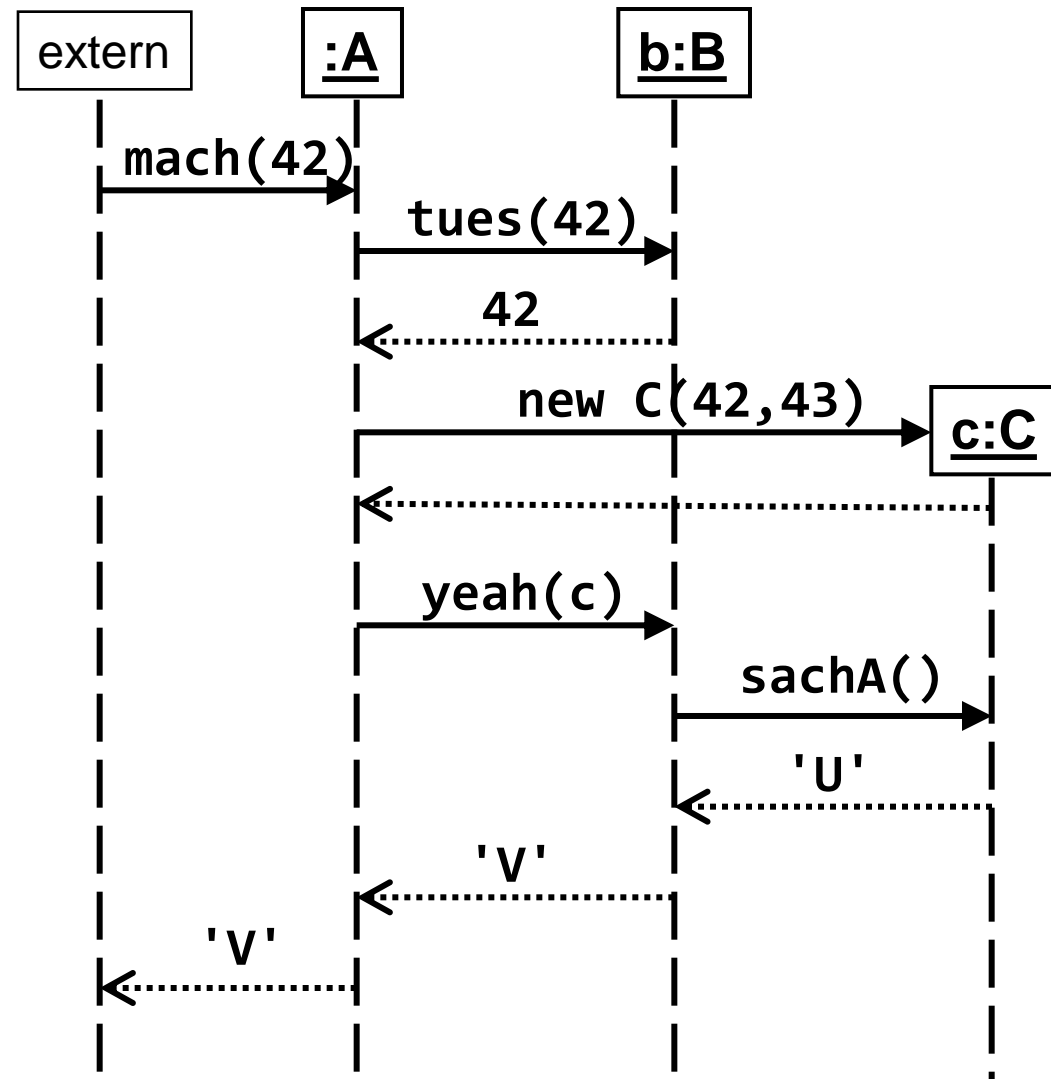 extern
:A
b:B
mach(42)
tues(42)
42
new C(42,43)
c:C
yeah(c)
sachA()
'U'
'V'
'V'